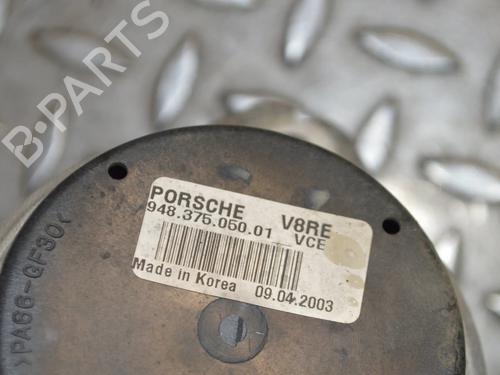 B-PARTS
PORSCHE V8RE
948.375.050.01 VCE
Made in Korea 09.04.2003
>PA66-GF30<